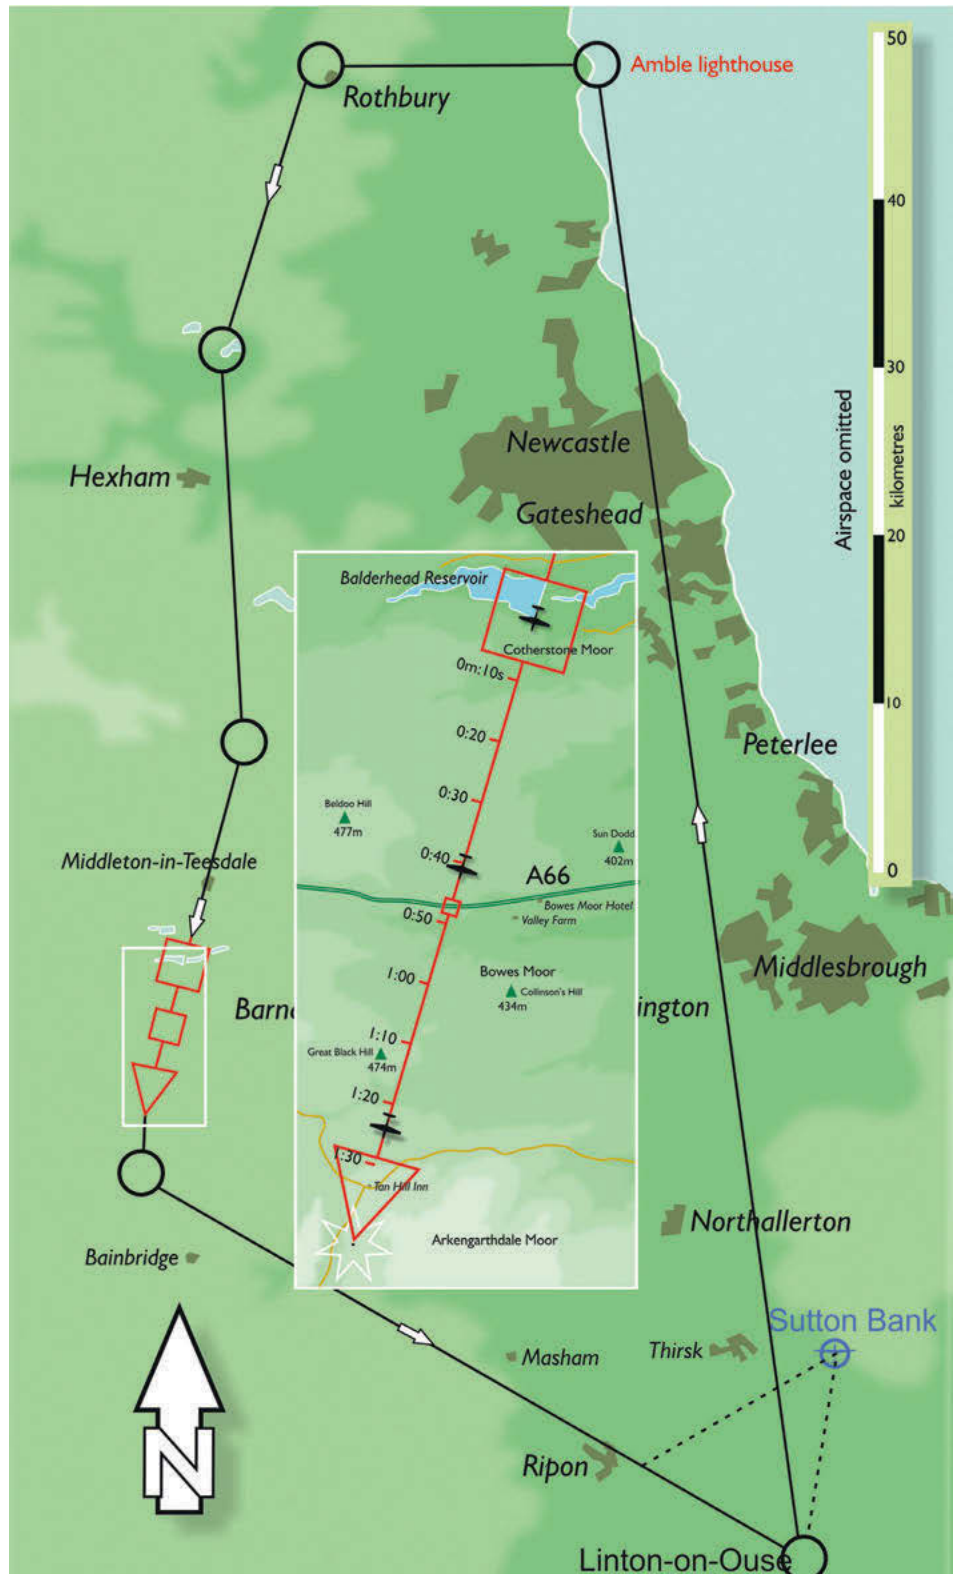 Amble lighthouse
Rothbury
50
40
30
20
10
0
Airspace omitted
kilometres
Newclastle
Hexham
Gateshead
Balderhead Reservoir
Cotherstone Moor
0m:10s
0:20
0:30
Peterlee
Beldoo Hill
477m
Sun Dodd
402m
0:40
Middleton-in-Teesdale
A66
Bowes Moor Hotel
0:50
Valley Farm
Middlesbrough
1:00
Bowes Moor
Collinson's Hill
434m
Barn
ington
1:10
Great Black Hill
474m
1:20
1:30
Tan Hill Inn
Arkengarthdale Moor
Northallerton
Bainbridge
N
Sutton Bank
Thirsk
Masham
Ripon
Linton-on-Ouse